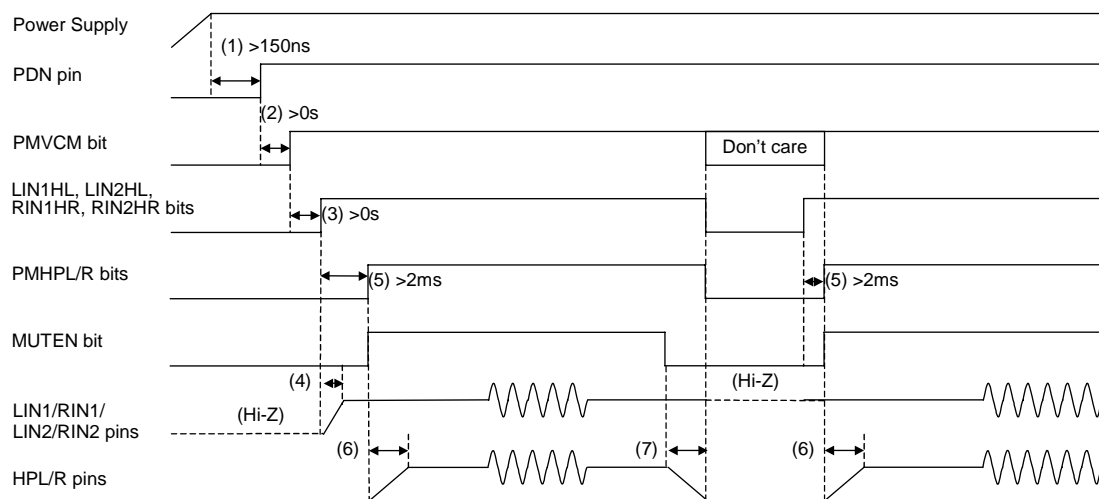 Power Supply
(1) >150ns
PDN pin
(2) >0s
PMVCM bit
Don't care
LIN1HL, LIN2HL,
RIN1HR, RIN2HR bits
(3) >0s
PMHPL/R bits
(5) >2ms
(5) >2ms
MUTEN bit
(4)
(Hi-Z)
(Hi-Z)
LIN1/RIN1/
LIN2/RIN2 pins
(6)
(7)
(6)
HPL/R pins